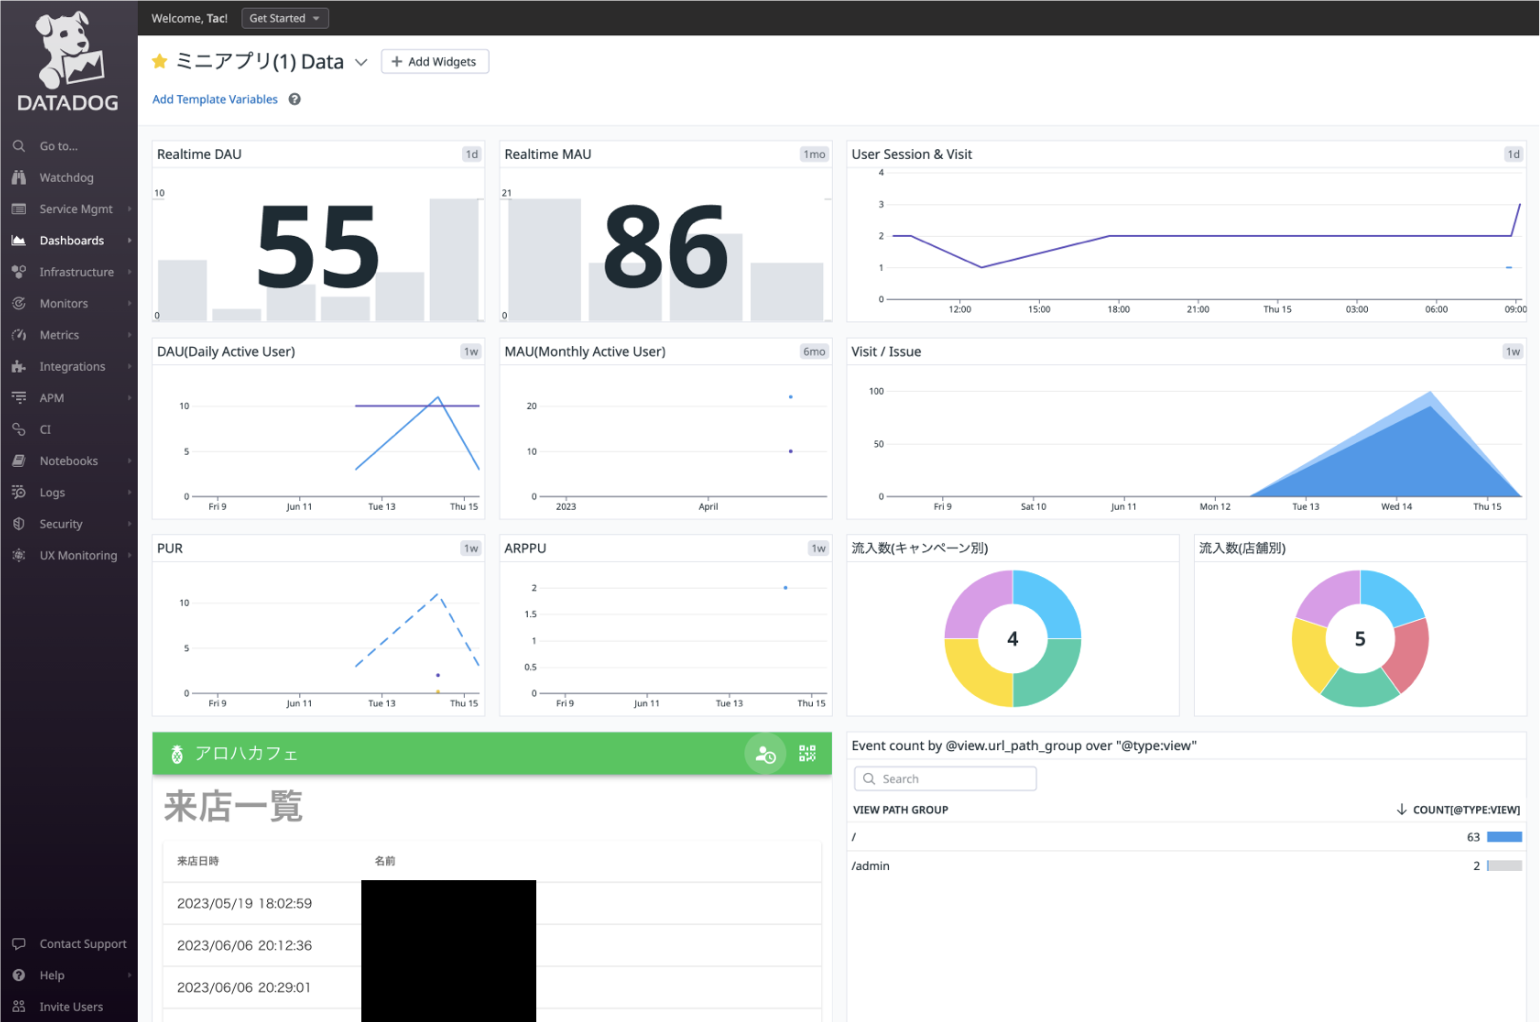 DATADOG
Welcome, Tac!
Get Started
ミニアプリ(1) Data
+ Add Widgets
Add Template Variables
?
Go to...
Watchdog
Service Mgmt
Dashboards
Infrastructure
Monitors
Metrics
Integrations
APM
CI
Notebooks
Logs
Security
UX Monitoring
Contact Support
Help
Invite Users
Realtime DAU
1d
10
55
0
Realtime MAU
1mo
21
86
0
User Session & Visit
1d
4
3
2
1
0
12:00 15:00 18:00 21:00 Thu 15 03:00 06:00 09:00
DAU(Daily Active User)
1w
10
5
0
Fri 9 Jun 11 Tue 13 Thu 15
MAU(Monthly Active User)
6mo
20
10
0
2023 April
Visit / Issue
1w
100
50
0
Fri 9 Sat 10 Jun 11 Mon 12 Tue 13 Wed 14 Thu 15
PUR
1w
10
5
0
Fri 9 Jun 11 Tue 13 Thu 15
ARPPU
1w
2
1.5
1
0.5
0
Fri 9 Jun 11 Tue 13 Thu 15
流入数(キャンペーン別)
4
流入数(店舗別)
5
アロハカフェ
来店一覧
来店日時 名前
2023/05/19 18:02:59
2023/06/06 20:12:36
2023/06/06 20:29:01
Event count by @view.url_path_group over "@type:view"
Search
VIEW PATH GROUP ↓ COUNT[@TYPE:VIEW]
/ 63
/admin 2